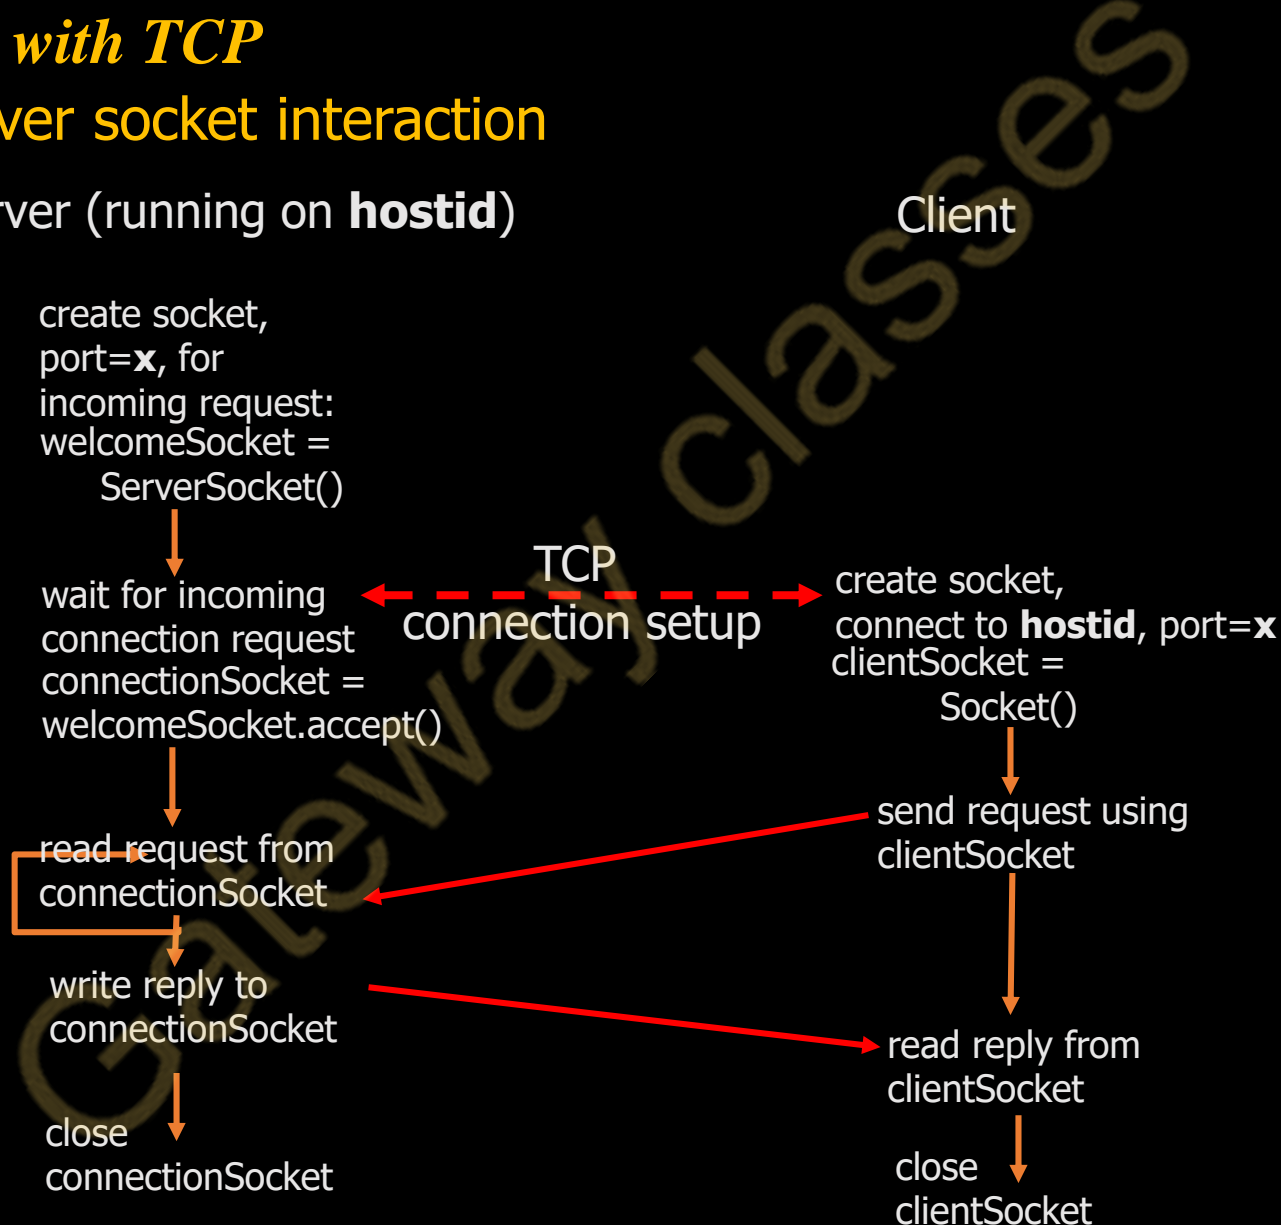 with TCP
ver socket interaction
rver (running on hostid)
Client
create socket,
port=x, for
incoming request:
welcomeSocket =
ServerSocket()
TCP
connection setup
wait for incoming
connection request
connectionSocket =
welcomeSocket.accept()
create socket,
connect to hostid, port=x
clientSocket =
Socket()
read request from
connectionSocket
send request using
clientSocket
write reply to
connectionSocket
read reply from
clientSocket
close
connectionSocket
close
clientSocket
Gateway classes